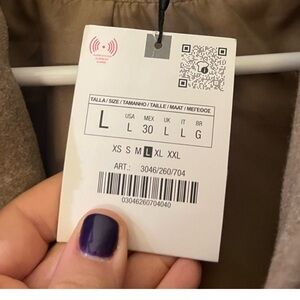 TALLA / SIZE / TAMANHO / TAILLE / MAAT / ΜΕΓΕΘΟΣ
L
USA MEX UK IT BR
L 30 L L G
XS S M L XL XXL
ART.: 3046/260/704
03046260704040